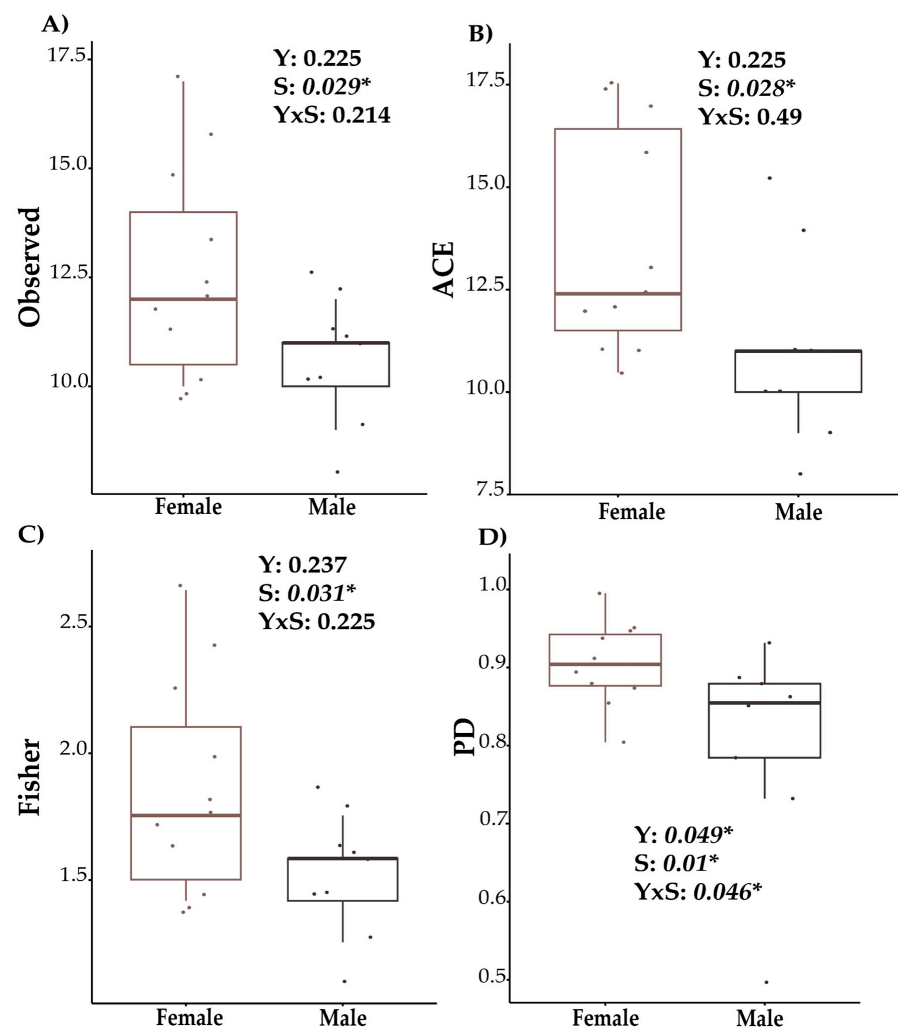 A)
Y: 0.225
S: 0.029*
YxS: 0.214
Observed
17.5
15.0
12.5
10.0
Female Male
B)
Y: 0.225
S: 0.028*
YxS: 0.49
ACE
17.5
15.0
12.5
10.0
7.5
Female Male
C)
Y: 0.237
S: 0.031*
YxS: 0.225
Fisher
2.5
2.0
1.5
Female Male
D)
PD
1.0
0.9
0.8
0.7
0.6
0.5
Y: 0.049*
S: 0.01*
YxS: 0.046*
Female Male